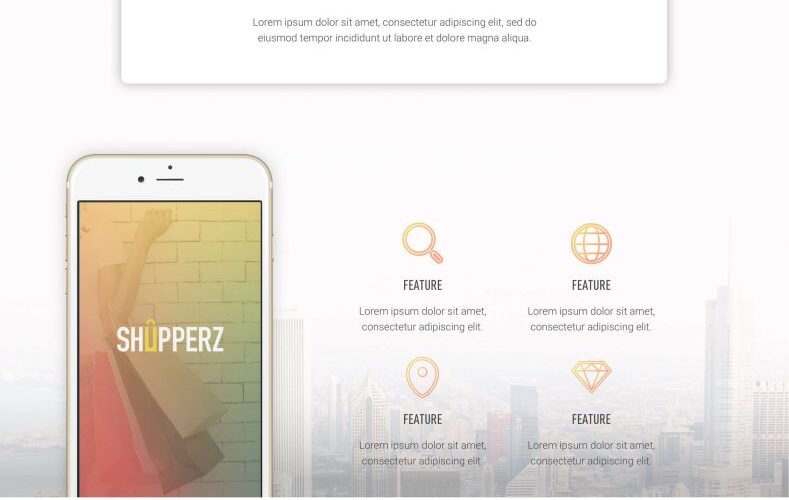 Lorem ipsum dolor sit amet, consectetur adipiscing elit, sed do
eiusmod tempor incididunt ut labore et dolore magna aliqua.
SHOPPERZ
FEATURE
Lorem ipsum dolor sit amet,
consectetur adipiscing elit.
FEATURE
Lorem ipsum dolor sit amet,
consectetur adipiscing elit.
FEATURE
Lorem ipsum dolor sit amet,
consectetur adipiscing elit.
FEATURE
Lorem ipsum dolor sit amet,
consectetur adipiscing elit.